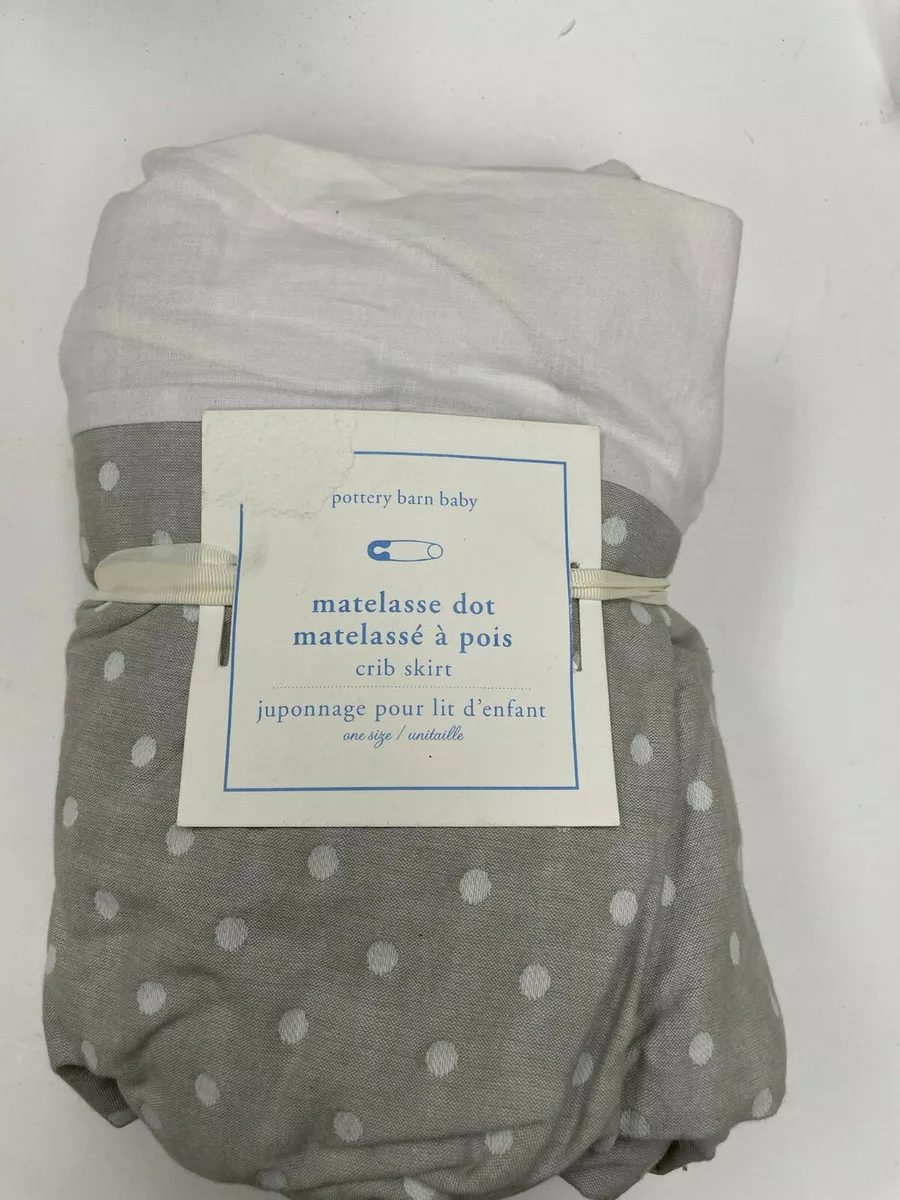 pottery barn baby
matelasse dot
matelassé à pois
crib skirt
juponnage pour lit d'enfant
one size / unitaille